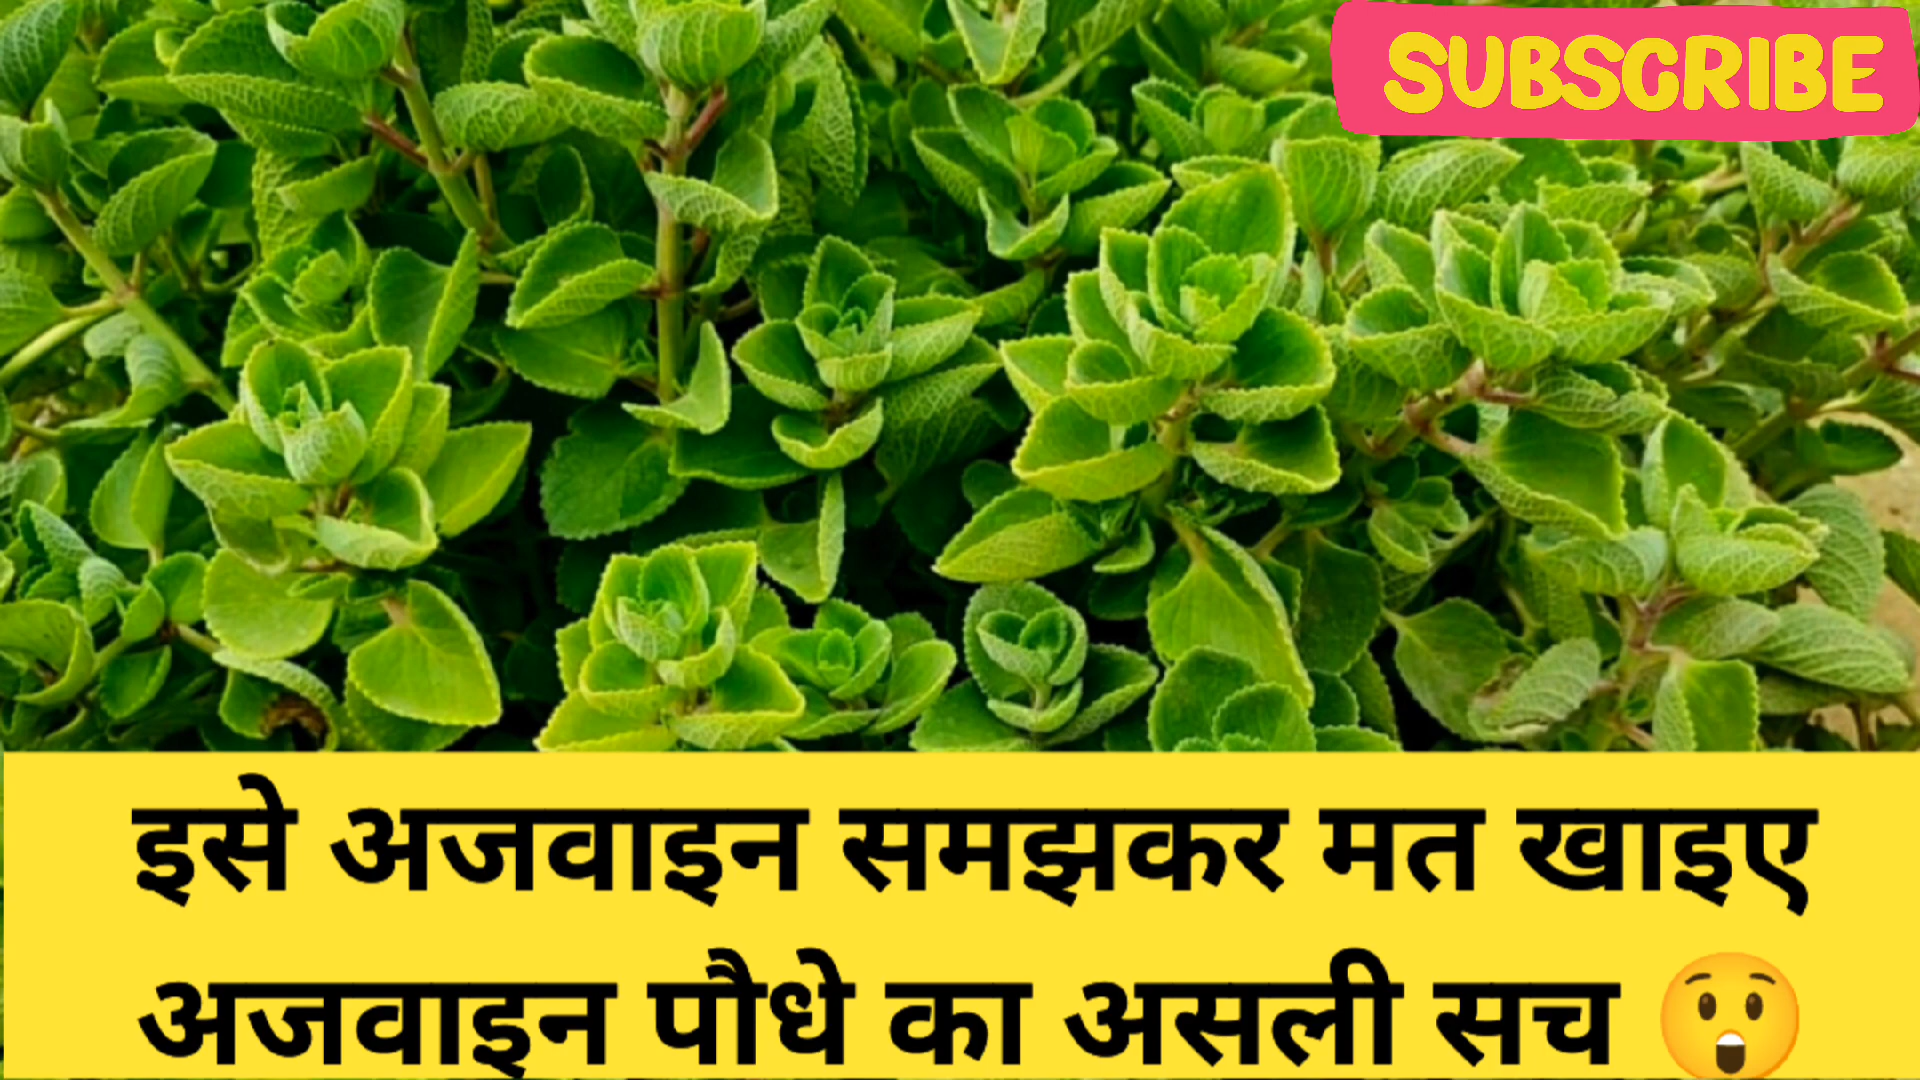 SUBSCRIBE
इसे अजवाइन समझकर मत खाइए
अजवाइन पौधे का असली सच 😲